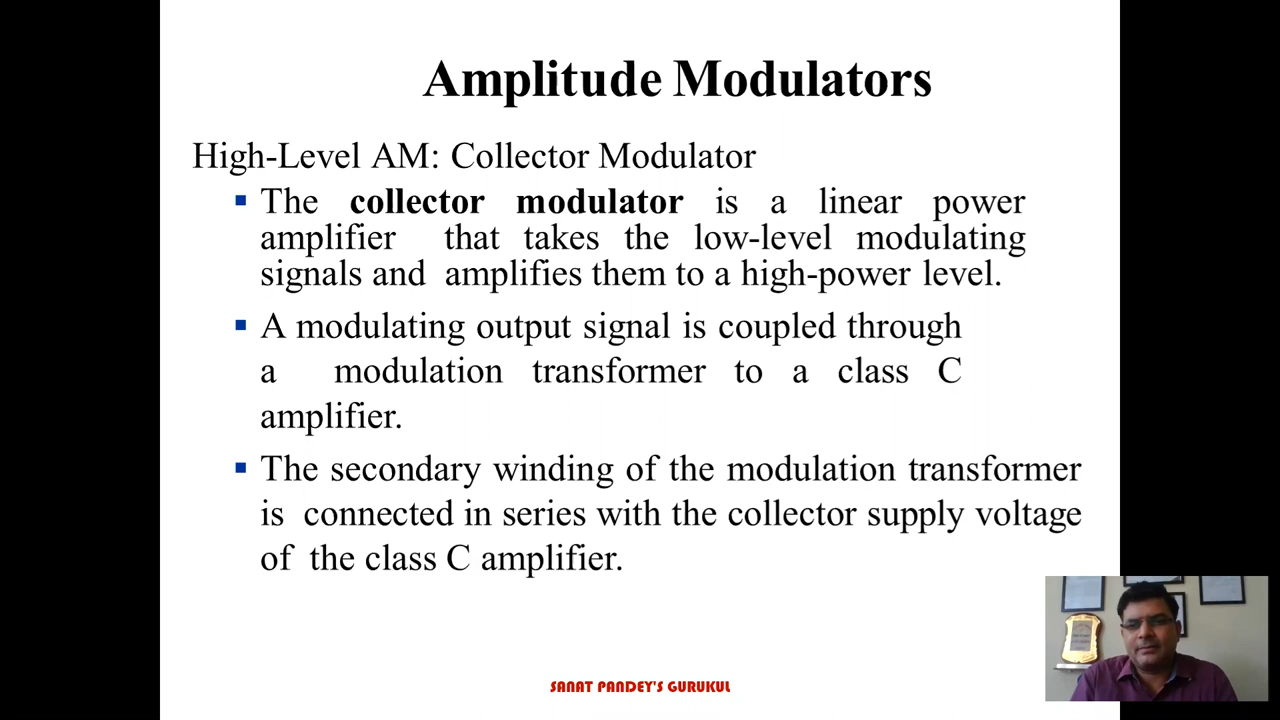 Amplitude Modulators
High-Level AM: Collector Modulator
▪ The collector modulator is a linear power
amplifier that takes the low-level modulating
signals and amplifies them to a high-power level.
▪ A modulating output signal is coupled through
a modulation transformer to a class C
amplifier.
▪ The secondary winding of the modulation transformer
is connected in series with the collector supply voltage
of the class C amplifier.
SANAT PANDEY'S GURUKUL